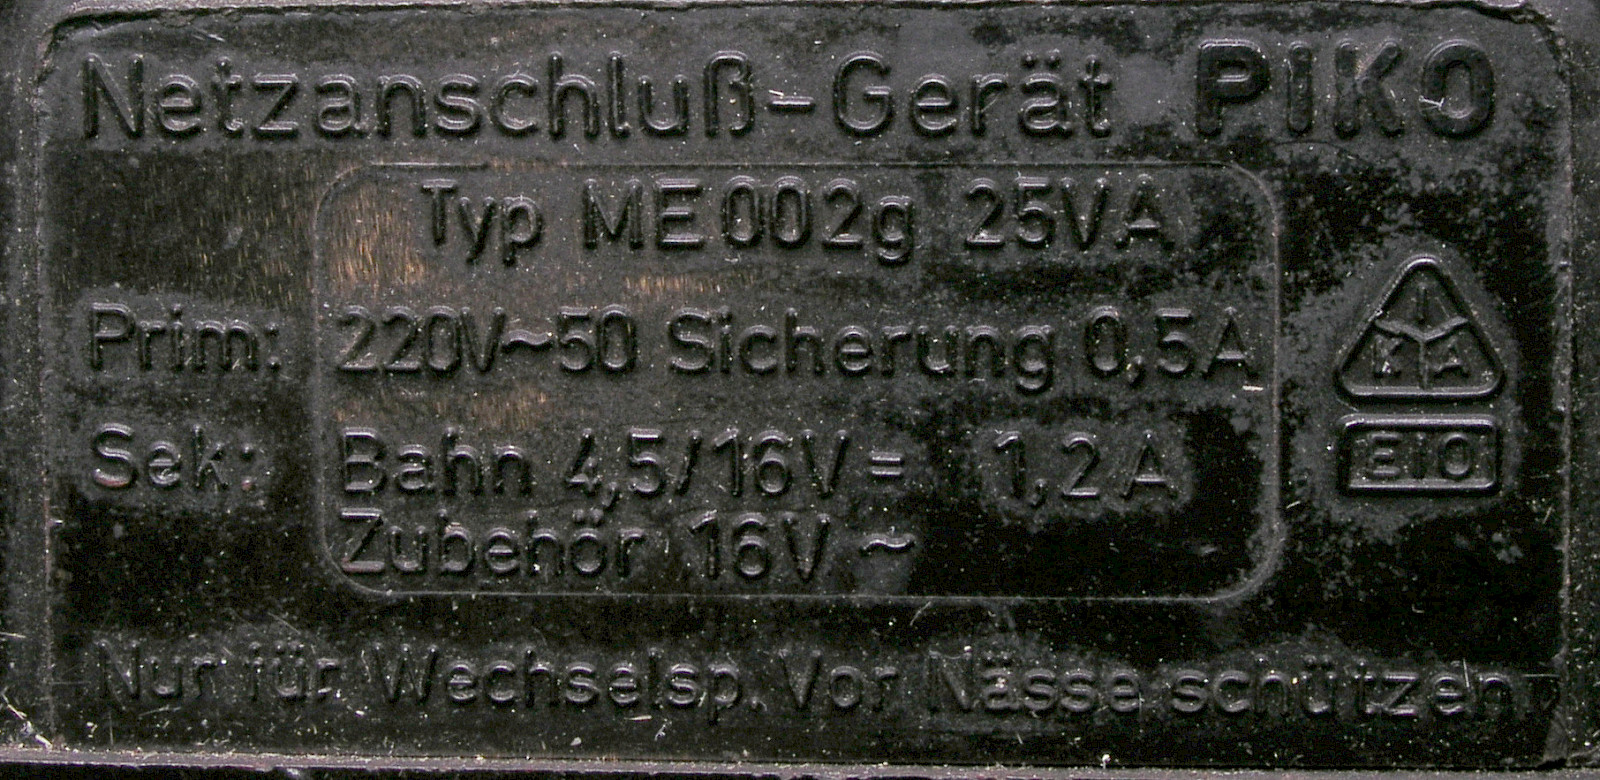 Netzanschluß-Gerät PIKO
Typ ME002g 25VA
Prim: 220V~50 Sicherung 0,5A
Sek: Bahn 4,5/16V= 1,2A
Zubehör 16V ~
Nur für Wechselsp. Vor Nässe schützen
I
K A
EiO